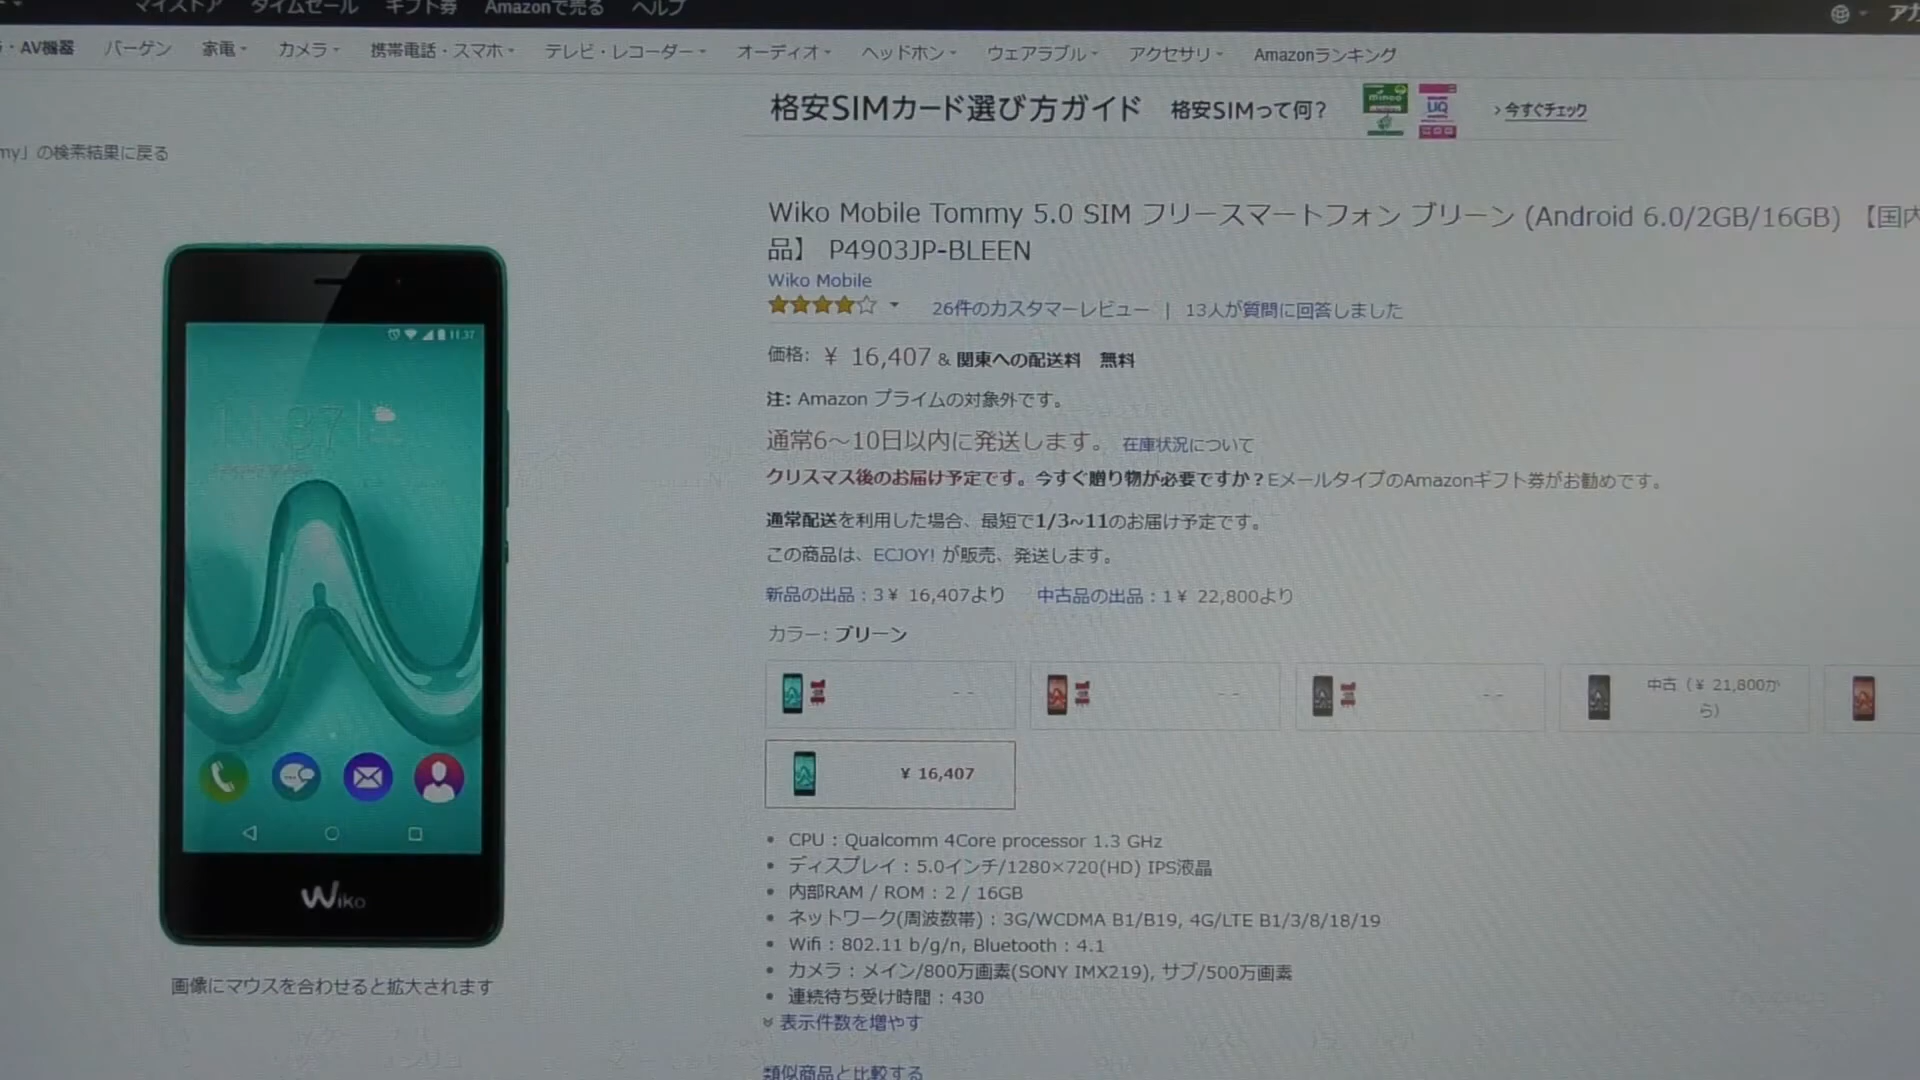 マイストア タイムセール ギフト券 Amazonで売る ヘルプ
・AV機器 バーゲン 家電 カメラ 携帯電話・スマホ テレビ・レコーダー オーディオ ヘッドホン ウェアラブル アクセサリ Amazonランキング
格安SIMカード選び方ガイド 格安SIMって何? mineo UQ ›今すぐチェック
my」の検索結果に戻る
Wiko Mobile Tommy 5.0 SIM フリースマートフォン ブリーン (Android 6.0/2GB/16GB) 【国内
品】 P4903JP-BLEEN
Wiko Mobile
26件のカスタマーレビュー | 13人が質問に回答しました
価格: ¥ 16,407 & 関東への配送料 無料
注: Amazon プライムの対象外です。
通常6～10日以内に発送します。 在庫状況について
クリスマス後のお届け予定です。今すぐ贈り物が必要ですか?EメールタイプのAmazonギフト券がお勧めです。
通常配送を利用した場合、最短で1/3~11のお届け予定です。
この商品は、ECJOY! が販売、発送します。
新品の出品：3¥ 16,407より 中古品の出品：1¥ 22,800より
カラー: ブリーン
-- -- -- 中古（¥ 21,800か
ら）
¥ 16,407
11:37
Wiko
• CPU : Qualcomm 4Core processor 1.3 GHz
• ディスプレイ : 5.0インチ/1280×720(HD) IPS液晶
• 内部RAM / ROM : 2 / 16GB
• ネットワーク(周波数帯) : 3G/WCDMA B1/B19, 4G/LTE B1/3/8/18/19
• Wifi : 802.11 b/g/n, Bluetooth : 4.1
• カメラ : メイン/800万画素(SONY IMX219), サブ/500万画素
• 連続待ち受け時間 : 430
表示件数を増やす
画像にマウスを合わせると拡大されます
類似商品と比較する